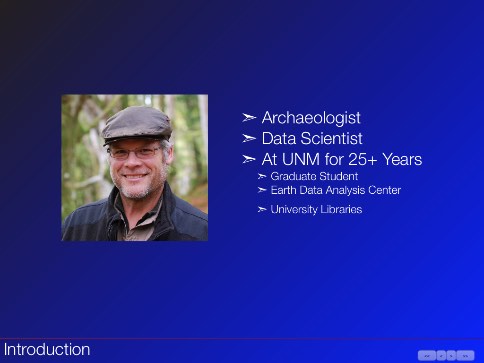 ➣ Archaeologist
➣ Data Scientist
➣ At UNM for 25+ Years
➣ Graduate Student
➣ Earth Data Analysis Center
➣ University Libraries
Introduction